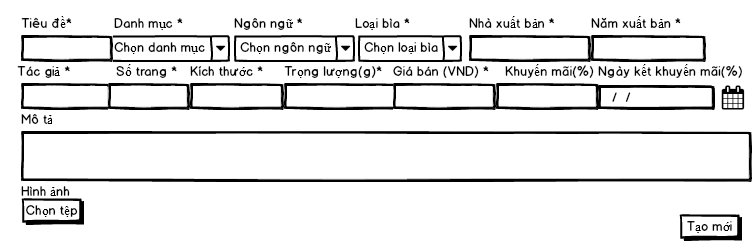 Tiêu đề* Danh mục * Ngôn ngữ * Loại bìa * Nhà xuất bản * Năm xuất bản *
Chọn danh mục Chọn ngôn ngữ Chọn loại bìa
Tác giả * Số trang * Kích thước * Trọng lượng(g)* Giá bán (VND) * Khuyến mãi(%) Ngày kết khuyến mãi(%)
/ /
Mô tả
Hình ảnh
Chọn tệp
Tạo mới